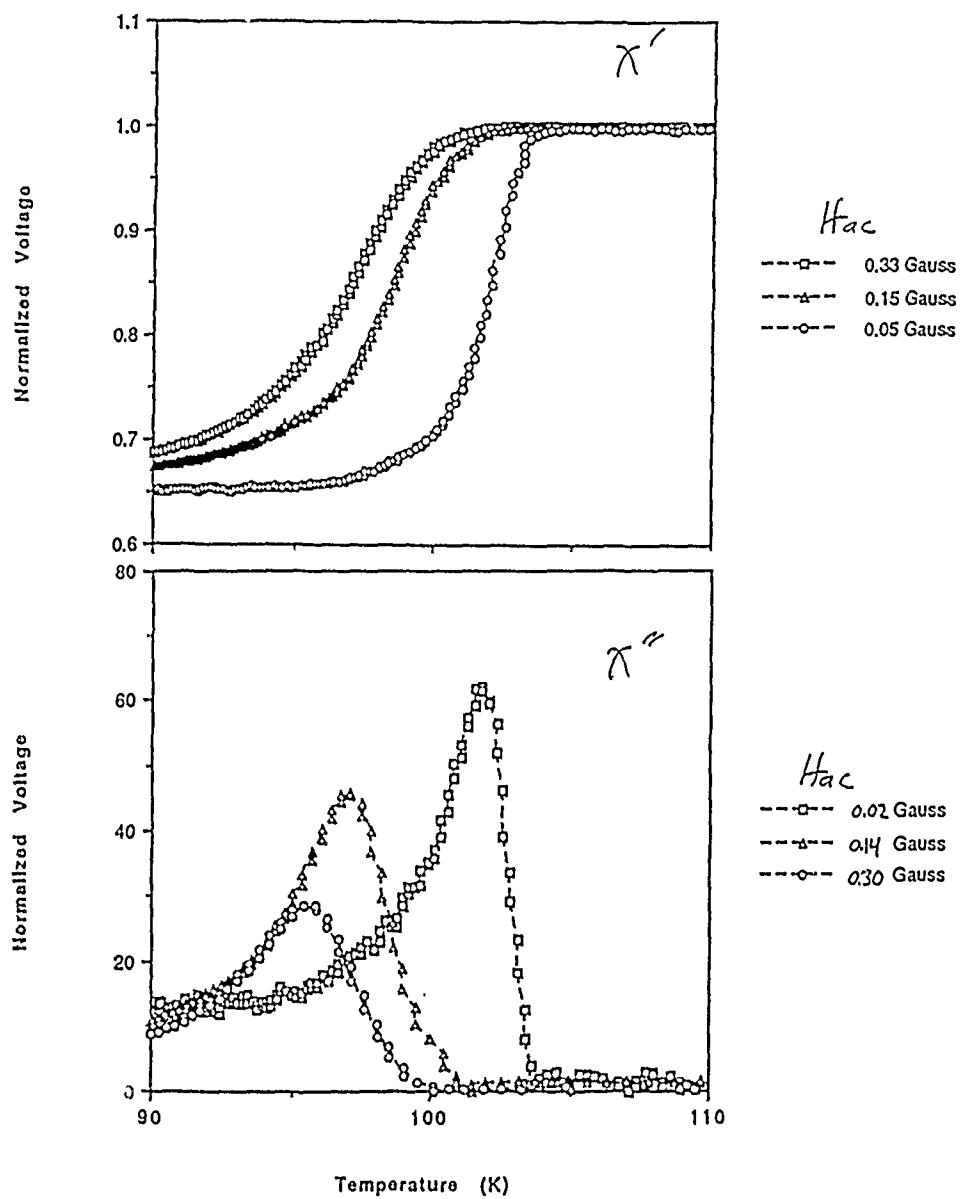 1.1
χ′
1.0
Normalized Voltage
0.9
Hac
0.33 Gauss
0.15 Gauss
0.05 Gauss
0.8
0.7
0.6
80
χ″
60
Normalized Voltage
Hac
0.02 Gauss
0.14 Gauss
0.30 Gauss
40
20
0
90
100
110
Temperature (K)